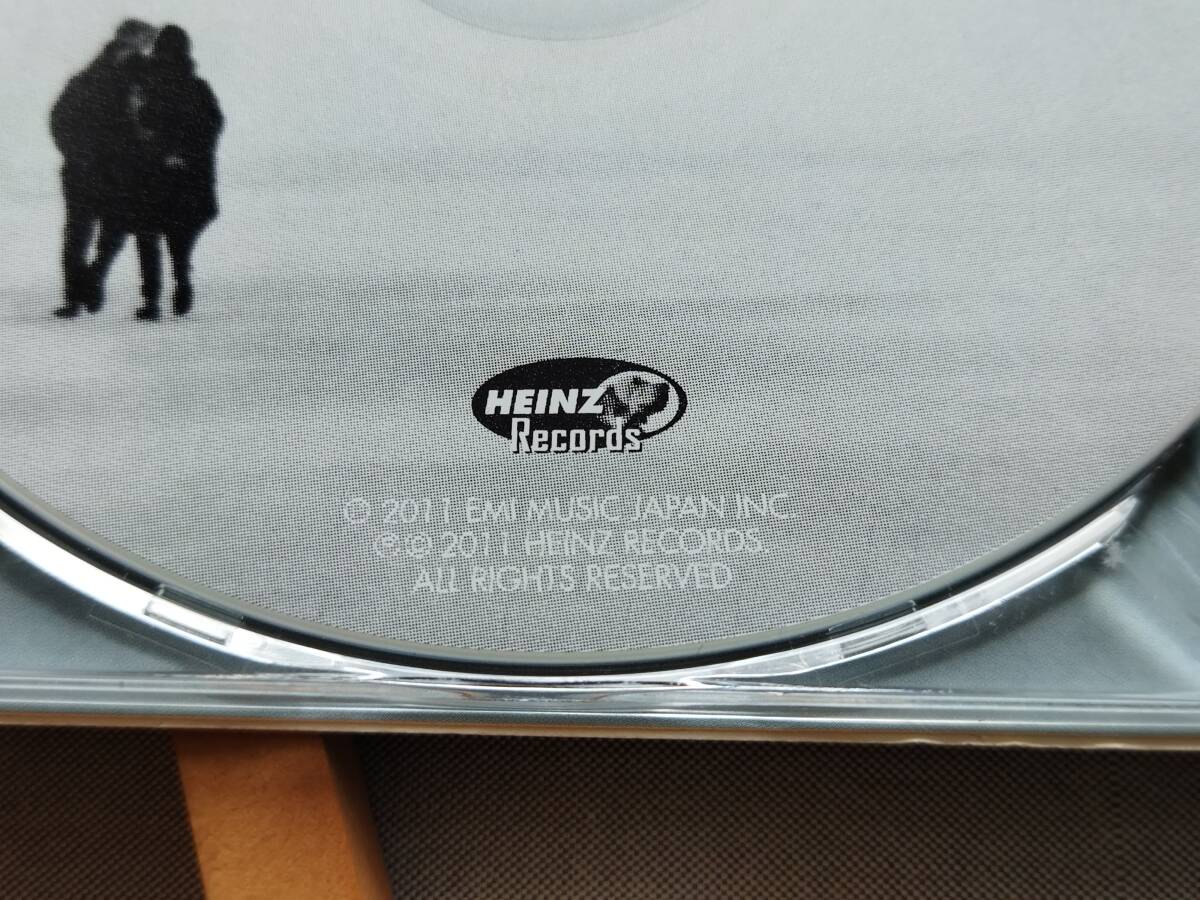 HEINZ
Records
℗ 2011 EMI MUSIC JAPAN INC.
℗.© 2011 HEINZ RECORDS.
ALL RIGHTS RESERVED